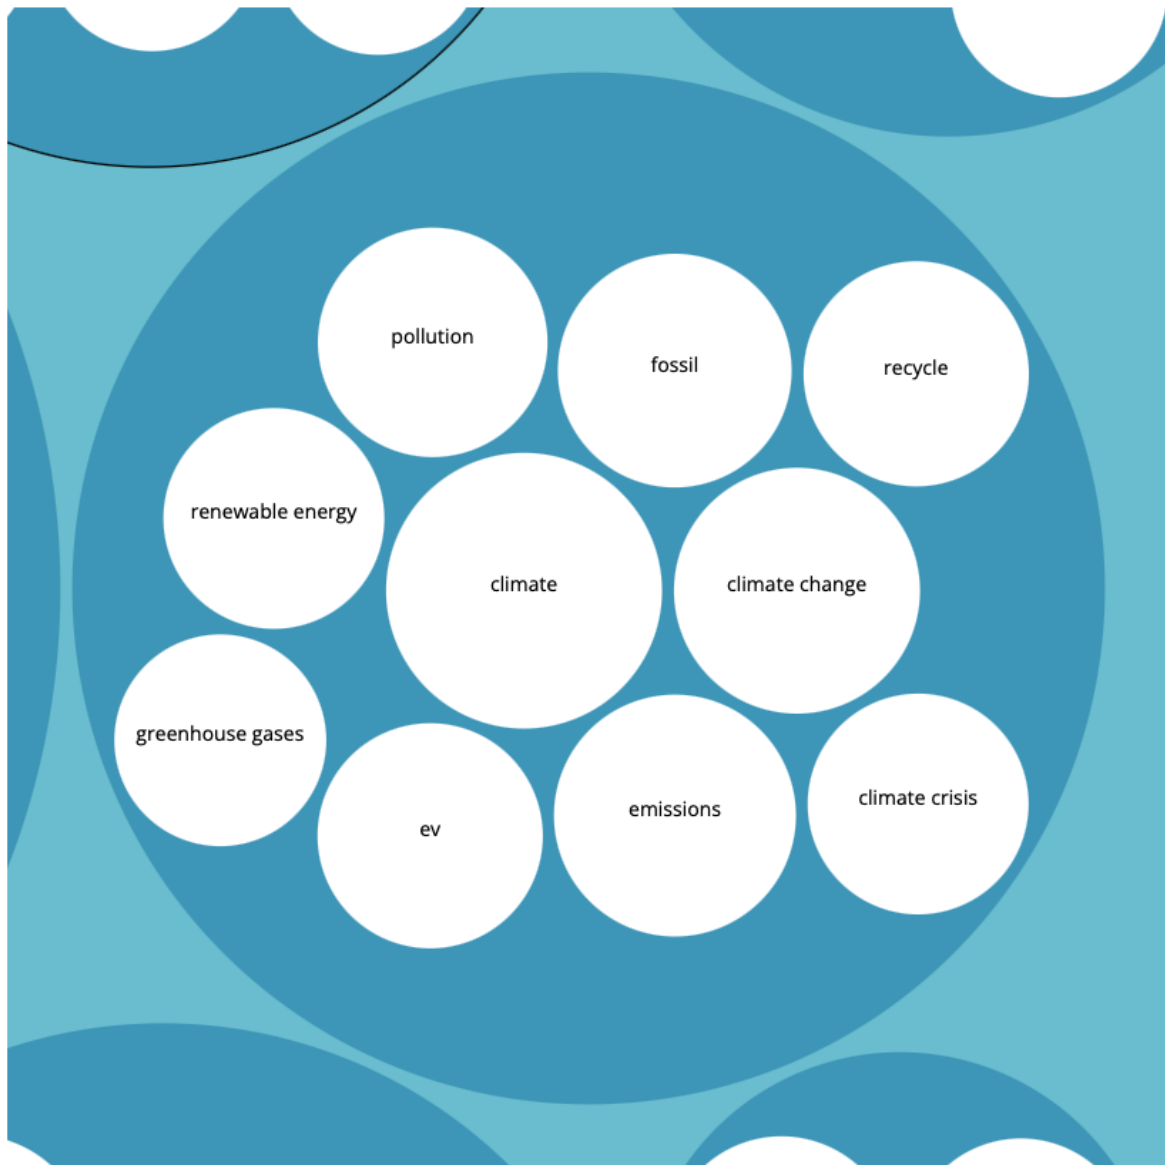 pollution
fossil
recycle
renewable energy
climate
climate change
greenhouse gases
ev
emissions
climate crisis